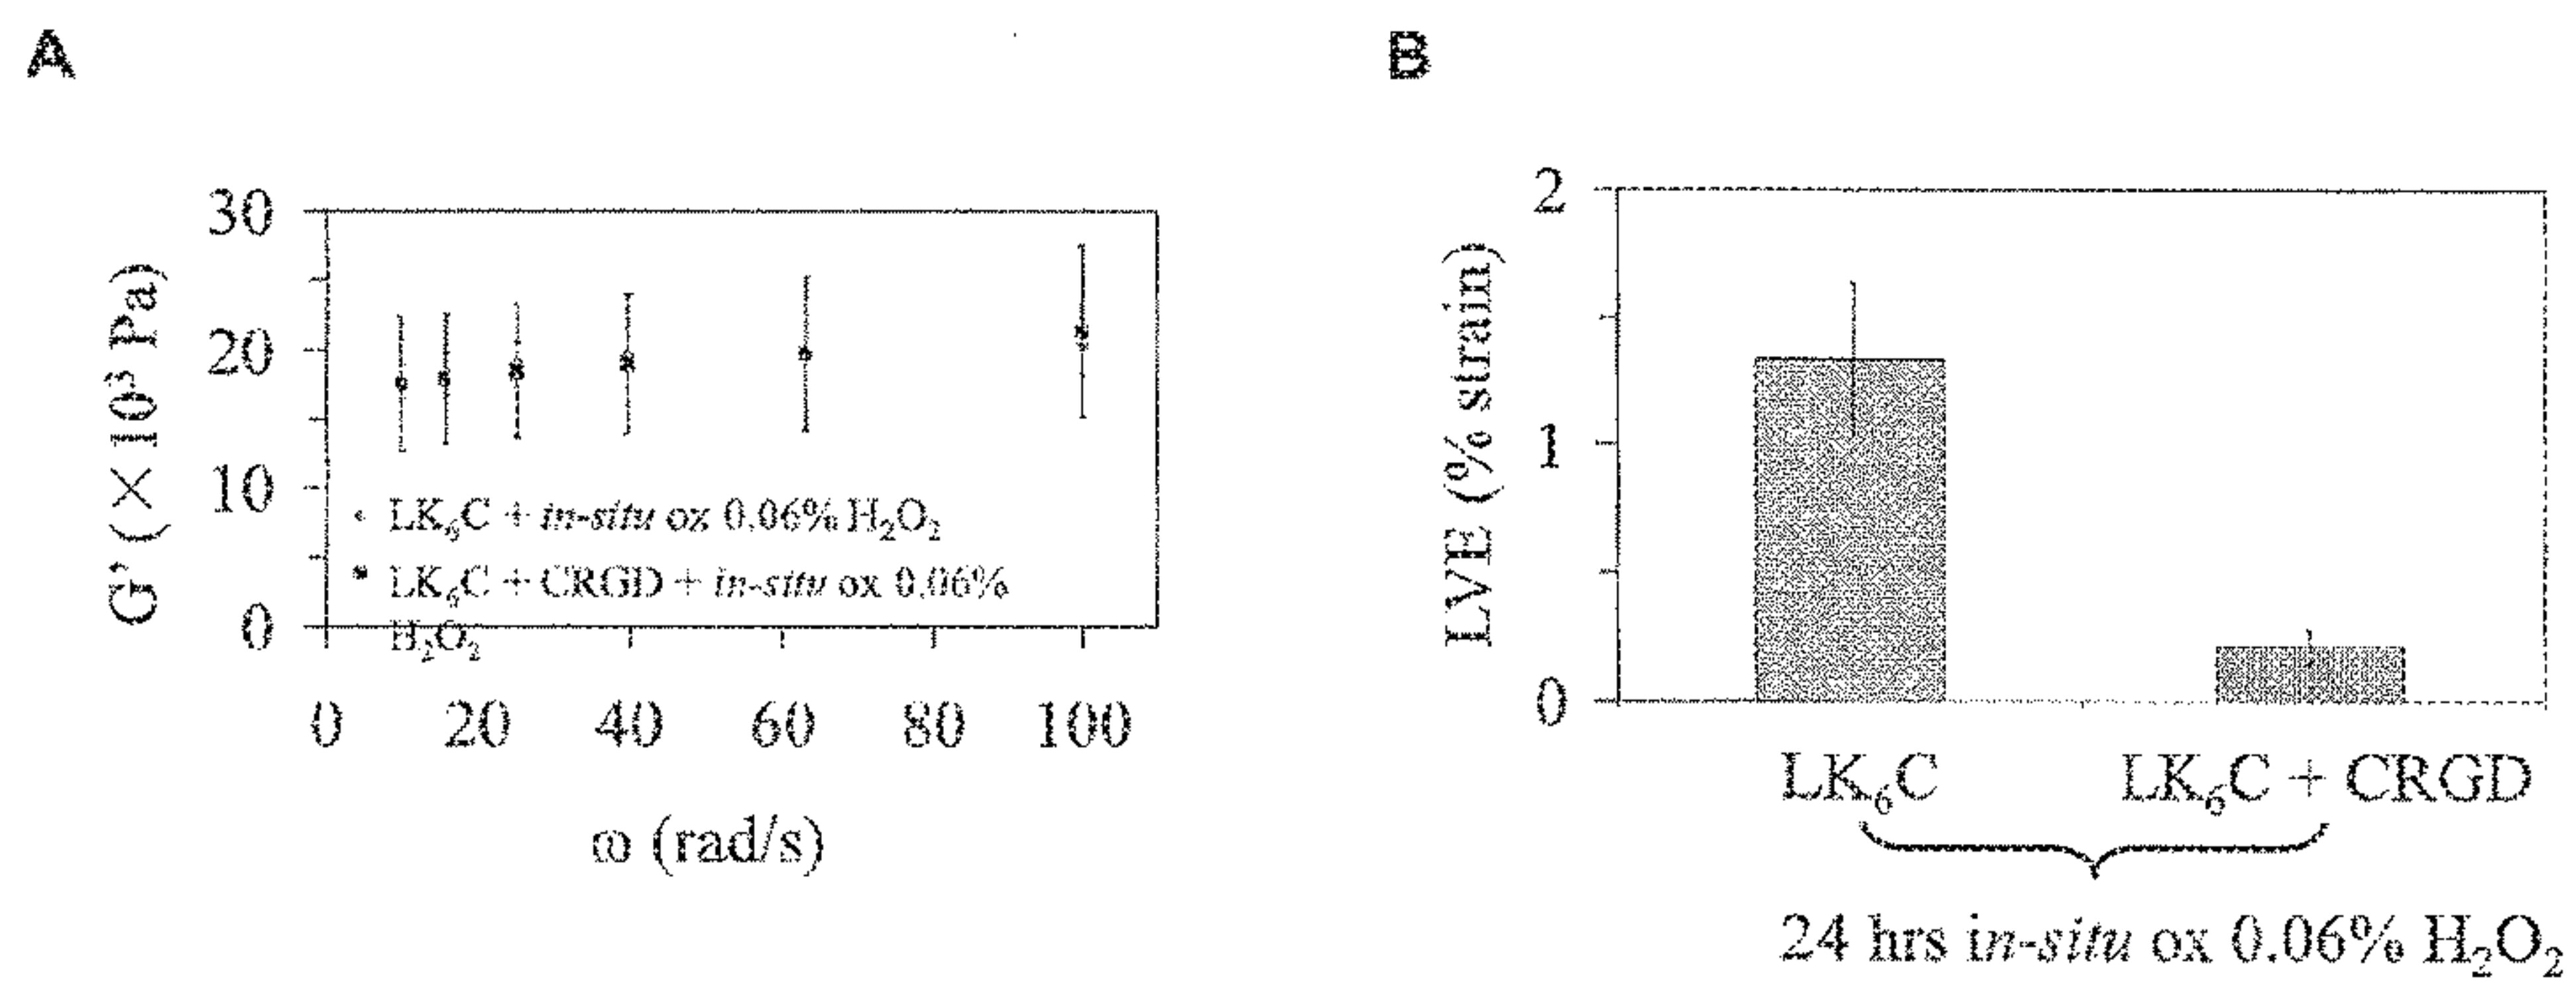 A
B
30
20
10
0
G' (×10³ Pa)
LK₆C + in-situ ox 0.06% H₂O₂
LK₆C + CRGD + in-situ ox 0.06%
H₂O₂
0 20 40 60 80 100
ω (rad/s)
2
1
0
LVE (% strain)
LK₆C LK₆C + CRGD
24 hrs in-situ ox 0.06% H₂O₂